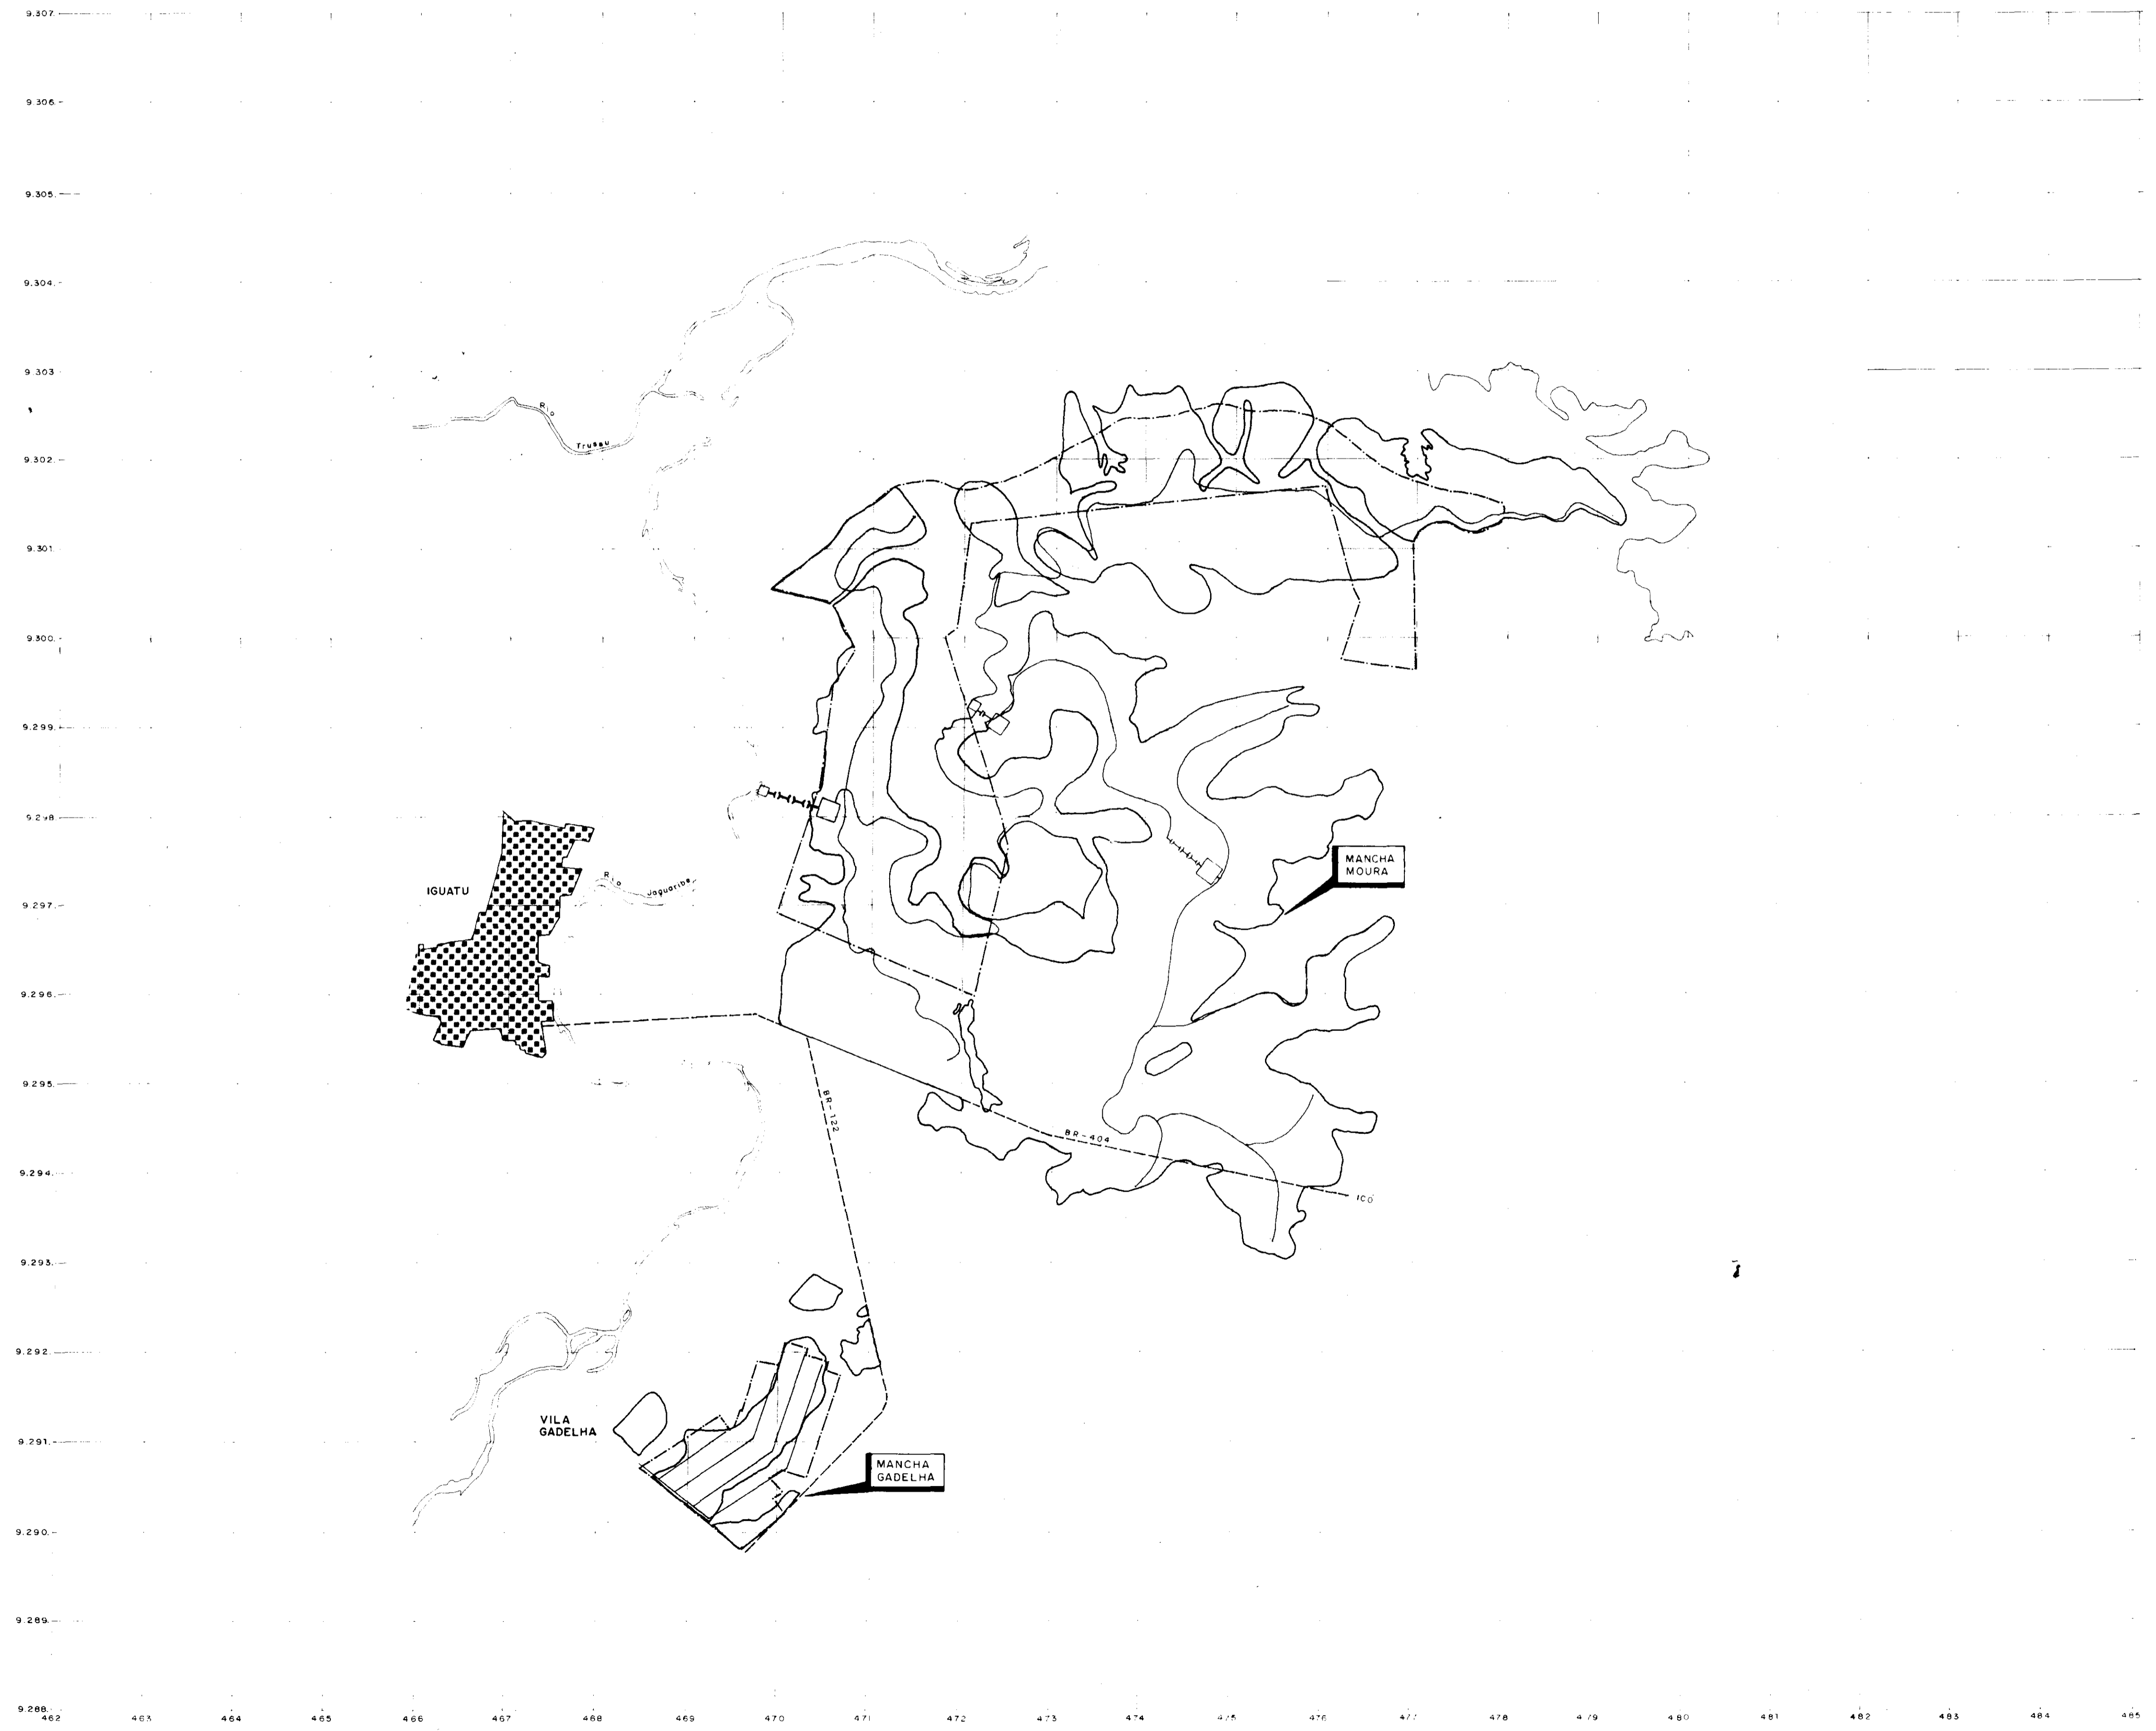 9.307.
9.306.
9.305.
9.304.
9.303
9.302.
9.301.
9.300.
9.299.
9.298
9.297.
9.296.
9.295.
9.294.
9.293.
9.292.
9.291.
9.290.
9.289.
9.288.
Rio
Trussu
IGUATU
Rio
Jaguaribe
MANCHA
MOURA
BR-122
BR-404
ICÓ
VILA
GADELHA
MANCHA
GADELHA
462 463 464 465 466 467 468 469 470 471 472 473 474 475 476 477 478 479 480 481 482 483 484 485